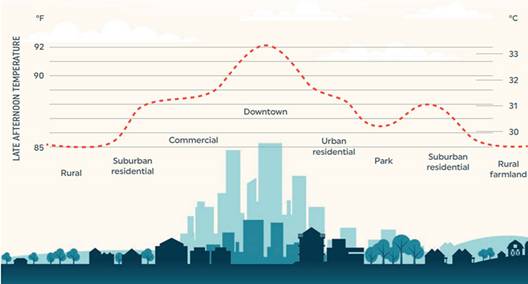 °F
°C
LATE AFTERNOON TEMPERATURE
92
90
85
33
32
31
30
Downtown
Commercial
Urban
residential
Park
Suburban
residential
Suburban
residential
Rural
Rural
farmland